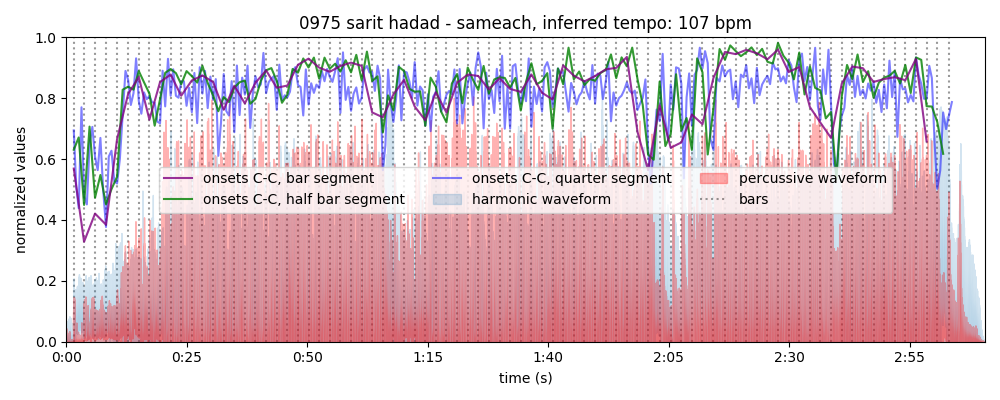 0975 sarit hadad - sameach, inferred tempo: 107 bpm
normalized values
1.0
0.8
0.6
0.4
0.2
0.0
onsets C-C, bar segment
onsets C-C, half bar segment
onsets C-C, quarter segment
harmonic waveform
percussive waveform
bars
0:00 0:25 0:50 1:15 1:40 2:05 2:30 2:55
time (s)